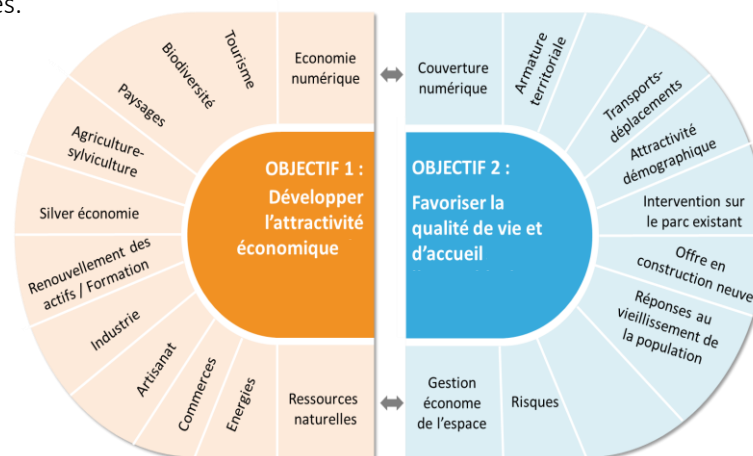 es.
Economie
numérique
Tourisme
Biodiversité
Paysages
Agriculture-
sylviculture
Silver économie
Renouvellement des
actifs / Formation
Industrie
Artisanat
Commerces
Energies
Ressources
naturelles
OBJECTIF 1 :
Développer
l'attractivité
économique
OBJECTIF 2 :
Favoriser la
qualité de vie et
d'accueil
Couverture
numérique
Armature
territoriale
Transports-
déplacements
Attractivité
démographique
Intervention sur
le parc existant
Offre en
construction neuve
Réponses au
vieillissement de
la population
Risques
Gestion
économe
de l'espace